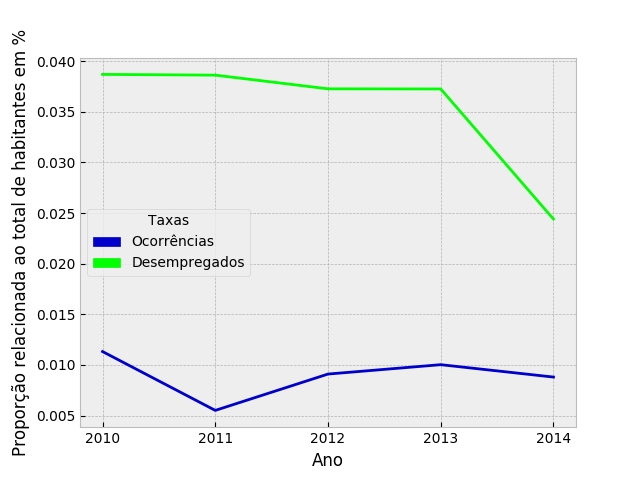 Proporção relacionada ao total de habitantes em %
0.040
0.035
0.030
0.025
0.020
0.015
0.010
0.005
Taxas
Ocorrências
Desempregados
2010 2011 2012 2013 2014
Ano